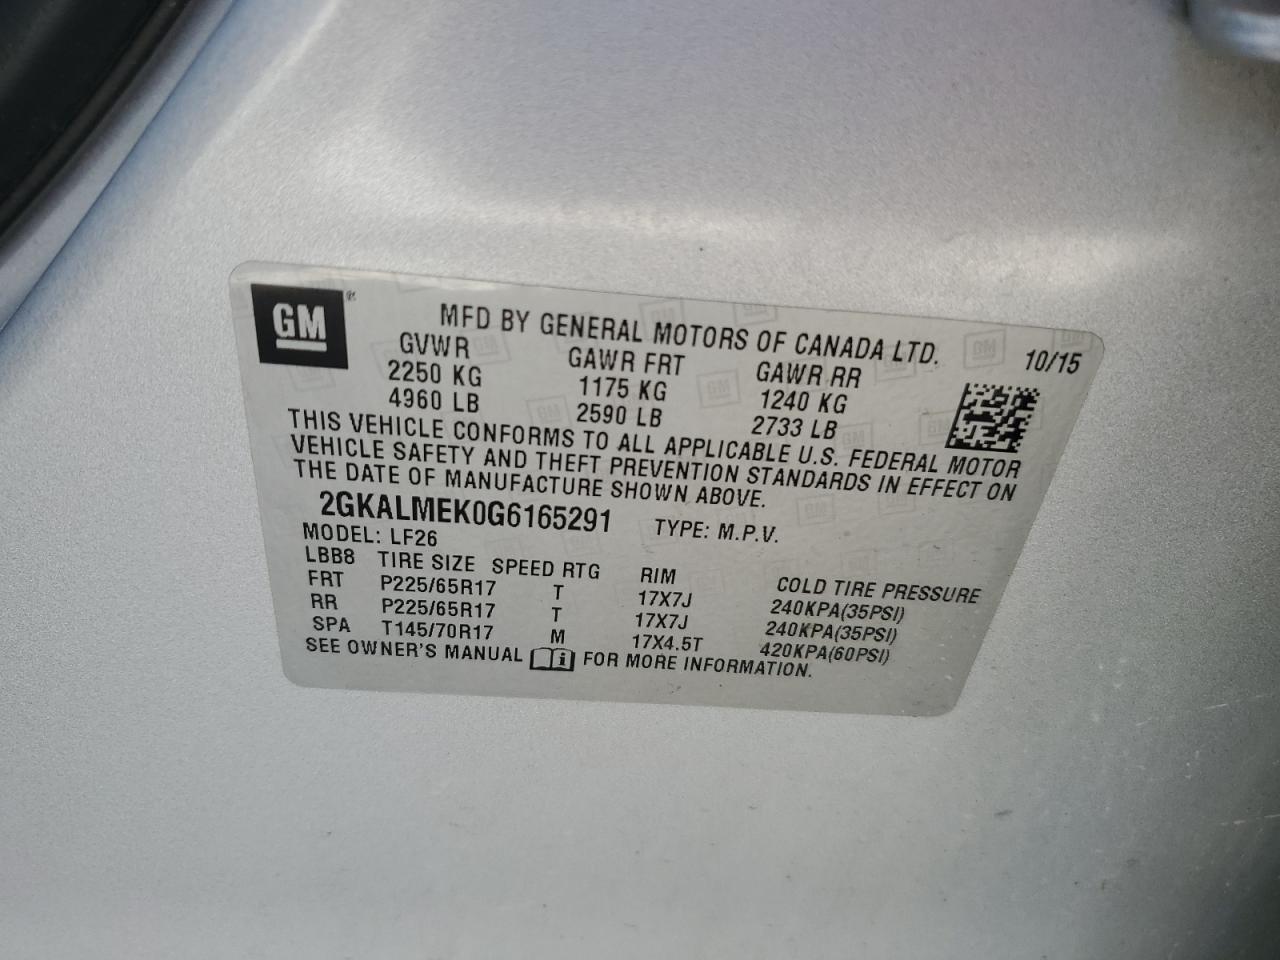 GM®
MFD BY GENERAL MOTORS OF CANADA LTD.
10/15
GVWR GAWR FRT GAWR RR
2250 KG 1175 KG 1240 KG
4960 LB 2590 LB 2733 LB
THIS VEHICLE CONFORMS TO ALL APPLICABLE U.S. FEDERAL MOTOR
VEHICLE SAFETY AND THEFT PREVENTION STANDARDS IN EFFECT ON
THE DATE OF MANUFACTURE SHOWN ABOVE.
2GKALMEK0G6165291 TYPE: M.P.V.
MODEL: LF26
LBB8 TIRE SIZE SPEED RTG RIM COLD TIRE PRESSURE
FRT P225/65R17 T 17X7J 240KPA(35PSI)
RR P225/65R17 T 17X7J 240KPA(35PSI)
SPA T145/70R17 M 17X4.5T 420KPA(60PSI)
SEE OWNER'S MANUAL i FOR MORE INFORMATION.